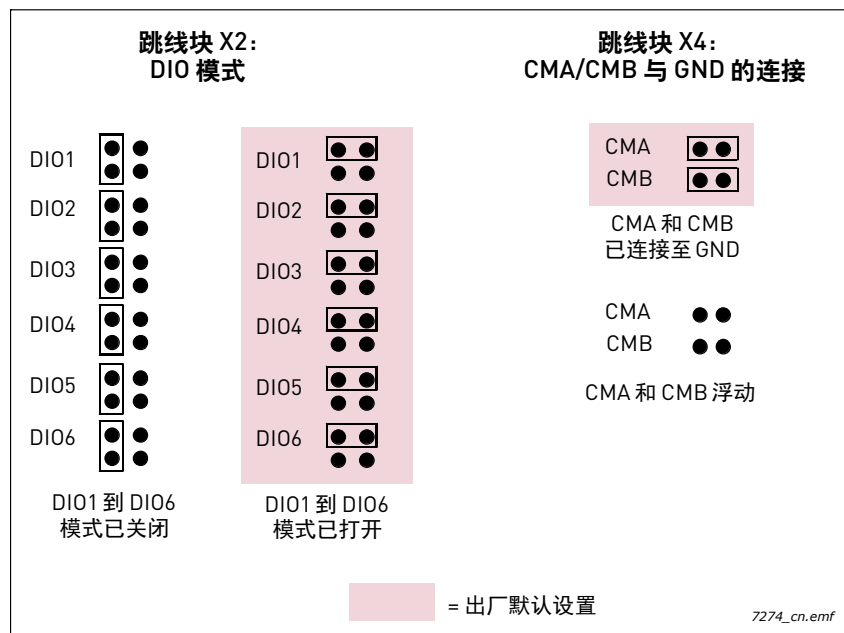 跳线块 X2：
DIO 模式
DIO1
DIO2
DIO3
DIO4
DIO5
DIO6
DIO1 到 DIO6
模式已关闭
DIO1
DIO2
DIO3
DIO4
DIO5
DIO6
DIO1 到 DIO6
模式已打开
跳线块 X4：
CMA/CMB 与 GND 的连接
CMA
CMB
CMA 和 CMB
已连接至 GND
CMA
CMB
CMA 和 CMB 浮动
= 出厂默认设置
7274_cn.emf